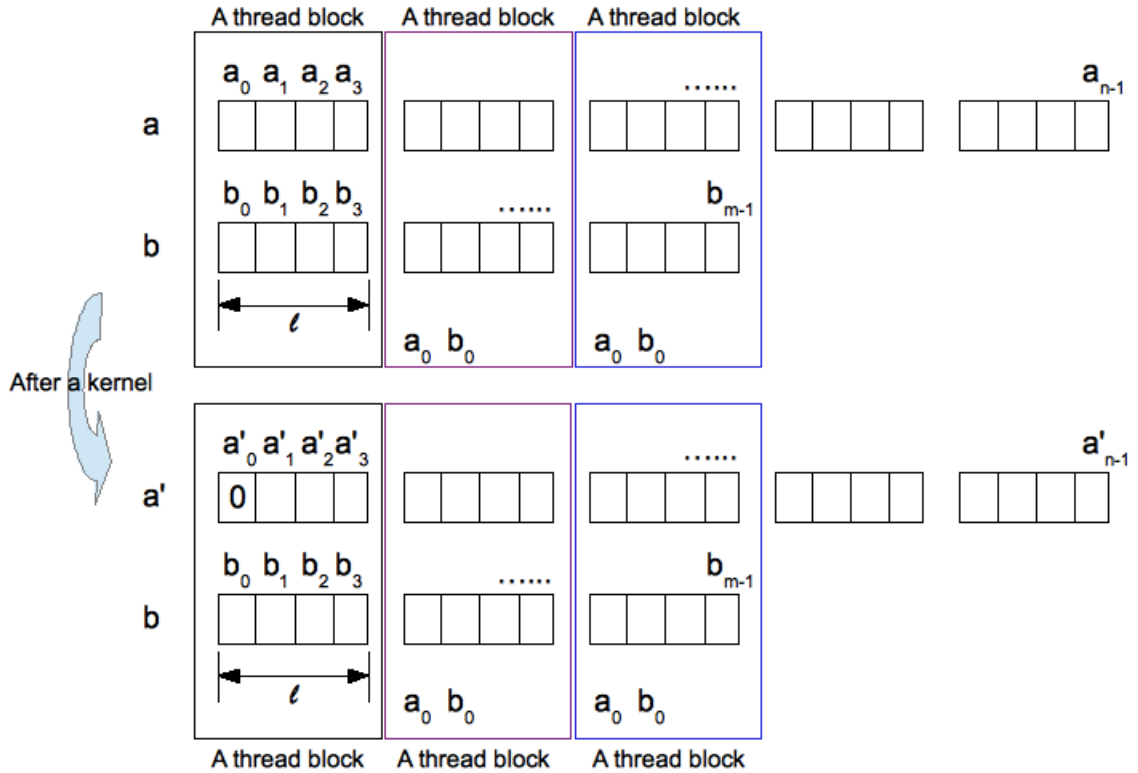 A thread block A thread block A thread block
a0 a1 a2 a3 ...... an-1
a
b0 b1 b2 b3 ...... bm-1
b
ℓ
a0 b0 a0 b0
After a kernel
a'0 a'1 a'2 a'3 ...... a'n-1
a' 0
b0 b1 b2 b3 ...... bm-1
b
ℓ
a0 b0 a0 b0
A thread block A thread block A thread block